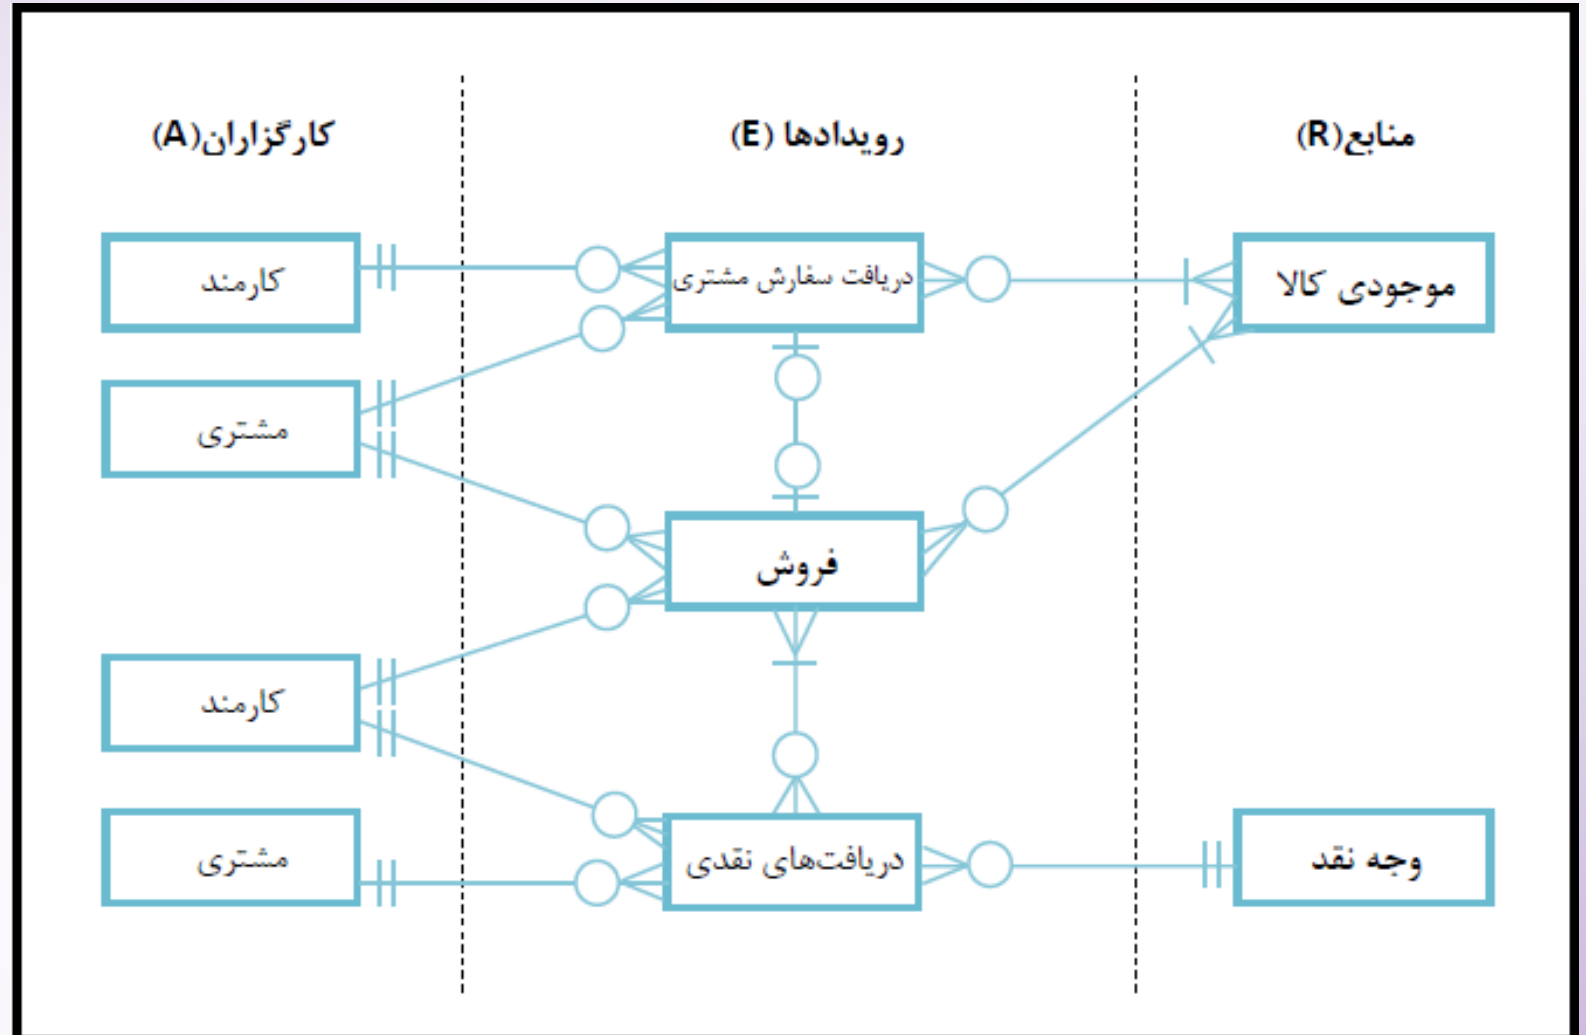 منابع(R)
رویدادها (E)
کارگزاران(A)
موجودی کالا
دریافت سفارش مشتری
کارمند
مشتری
فروش
کارمند
وجه نقد
دریافت‌های نقدی
مشتری